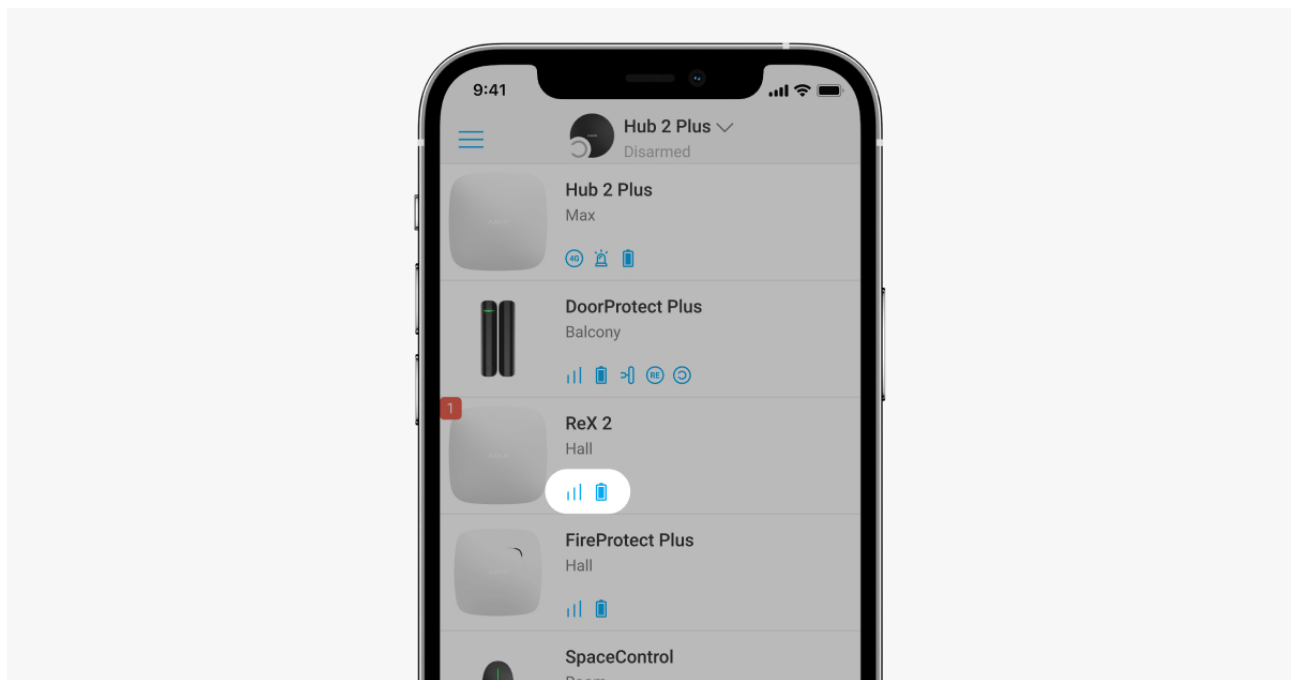 9:41
Hub 2 Plus
Disarmed
Hub 2 Plus
Max
4G
DoorProtect Plus
Balcony
RE
1
ReX 2
Hall
FireProtect Plus
Hall
SpaceControl